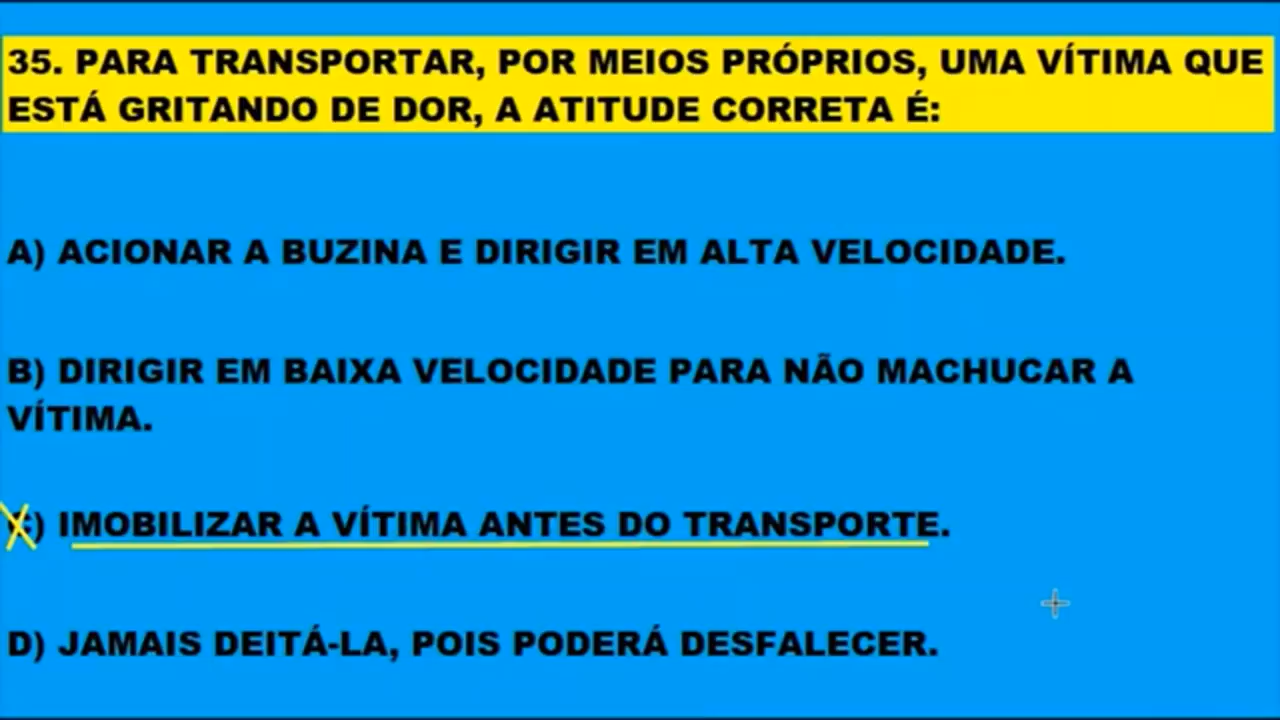 35. PARA TRANSPORTAR, POR MEIOS PRÓPRIOS, UMA VÍTIMA QUE
ESTÁ GRITANDO DE DOR, A ATITUDE CORRETA É:
A) ACIONAR A BUZINA E DIRIGIR EM ALTA VELOCIDADE.
B) DIRIGIR EM BAIXA VELOCIDADE PARA NÃO MACHUCAR A
VÍTIMA.
C) IMOBILIZAR A VÍTIMA ANTES DO TRANSPORTE.
D) JAMAIS DEITÁ-LA, POIS PODERÁ DESFALECER.